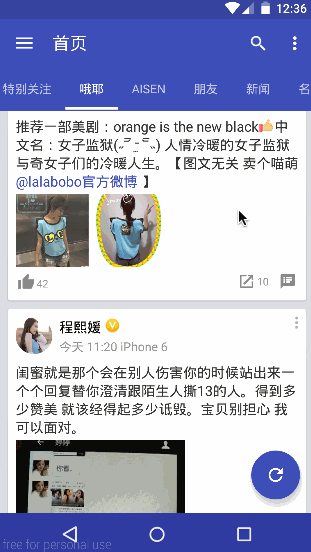 12:36
首页
特别关注 哦耶 AISEN 朋友 新闻 名
推荐一部美剧：orange is the new black👍中
文名：女子监狱(˶‾᷄ ⁻̫ ‾᷅˵) 人情冷暖的女子监狱
与奇女子们的冷暖人生。【图文无关 卖个喵萌
@lalabobo官方微博 】
42 10
程熙媛
今天 11:20 iPhone 6
闺蜜就是那个会在别人伤害你的时候站出来一
个个回复替你澄清跟陌生人撕13的人。得到多
少赞美 就该经得起多少诋毁。宝贝别担心 我
可以面对。
free for personal use